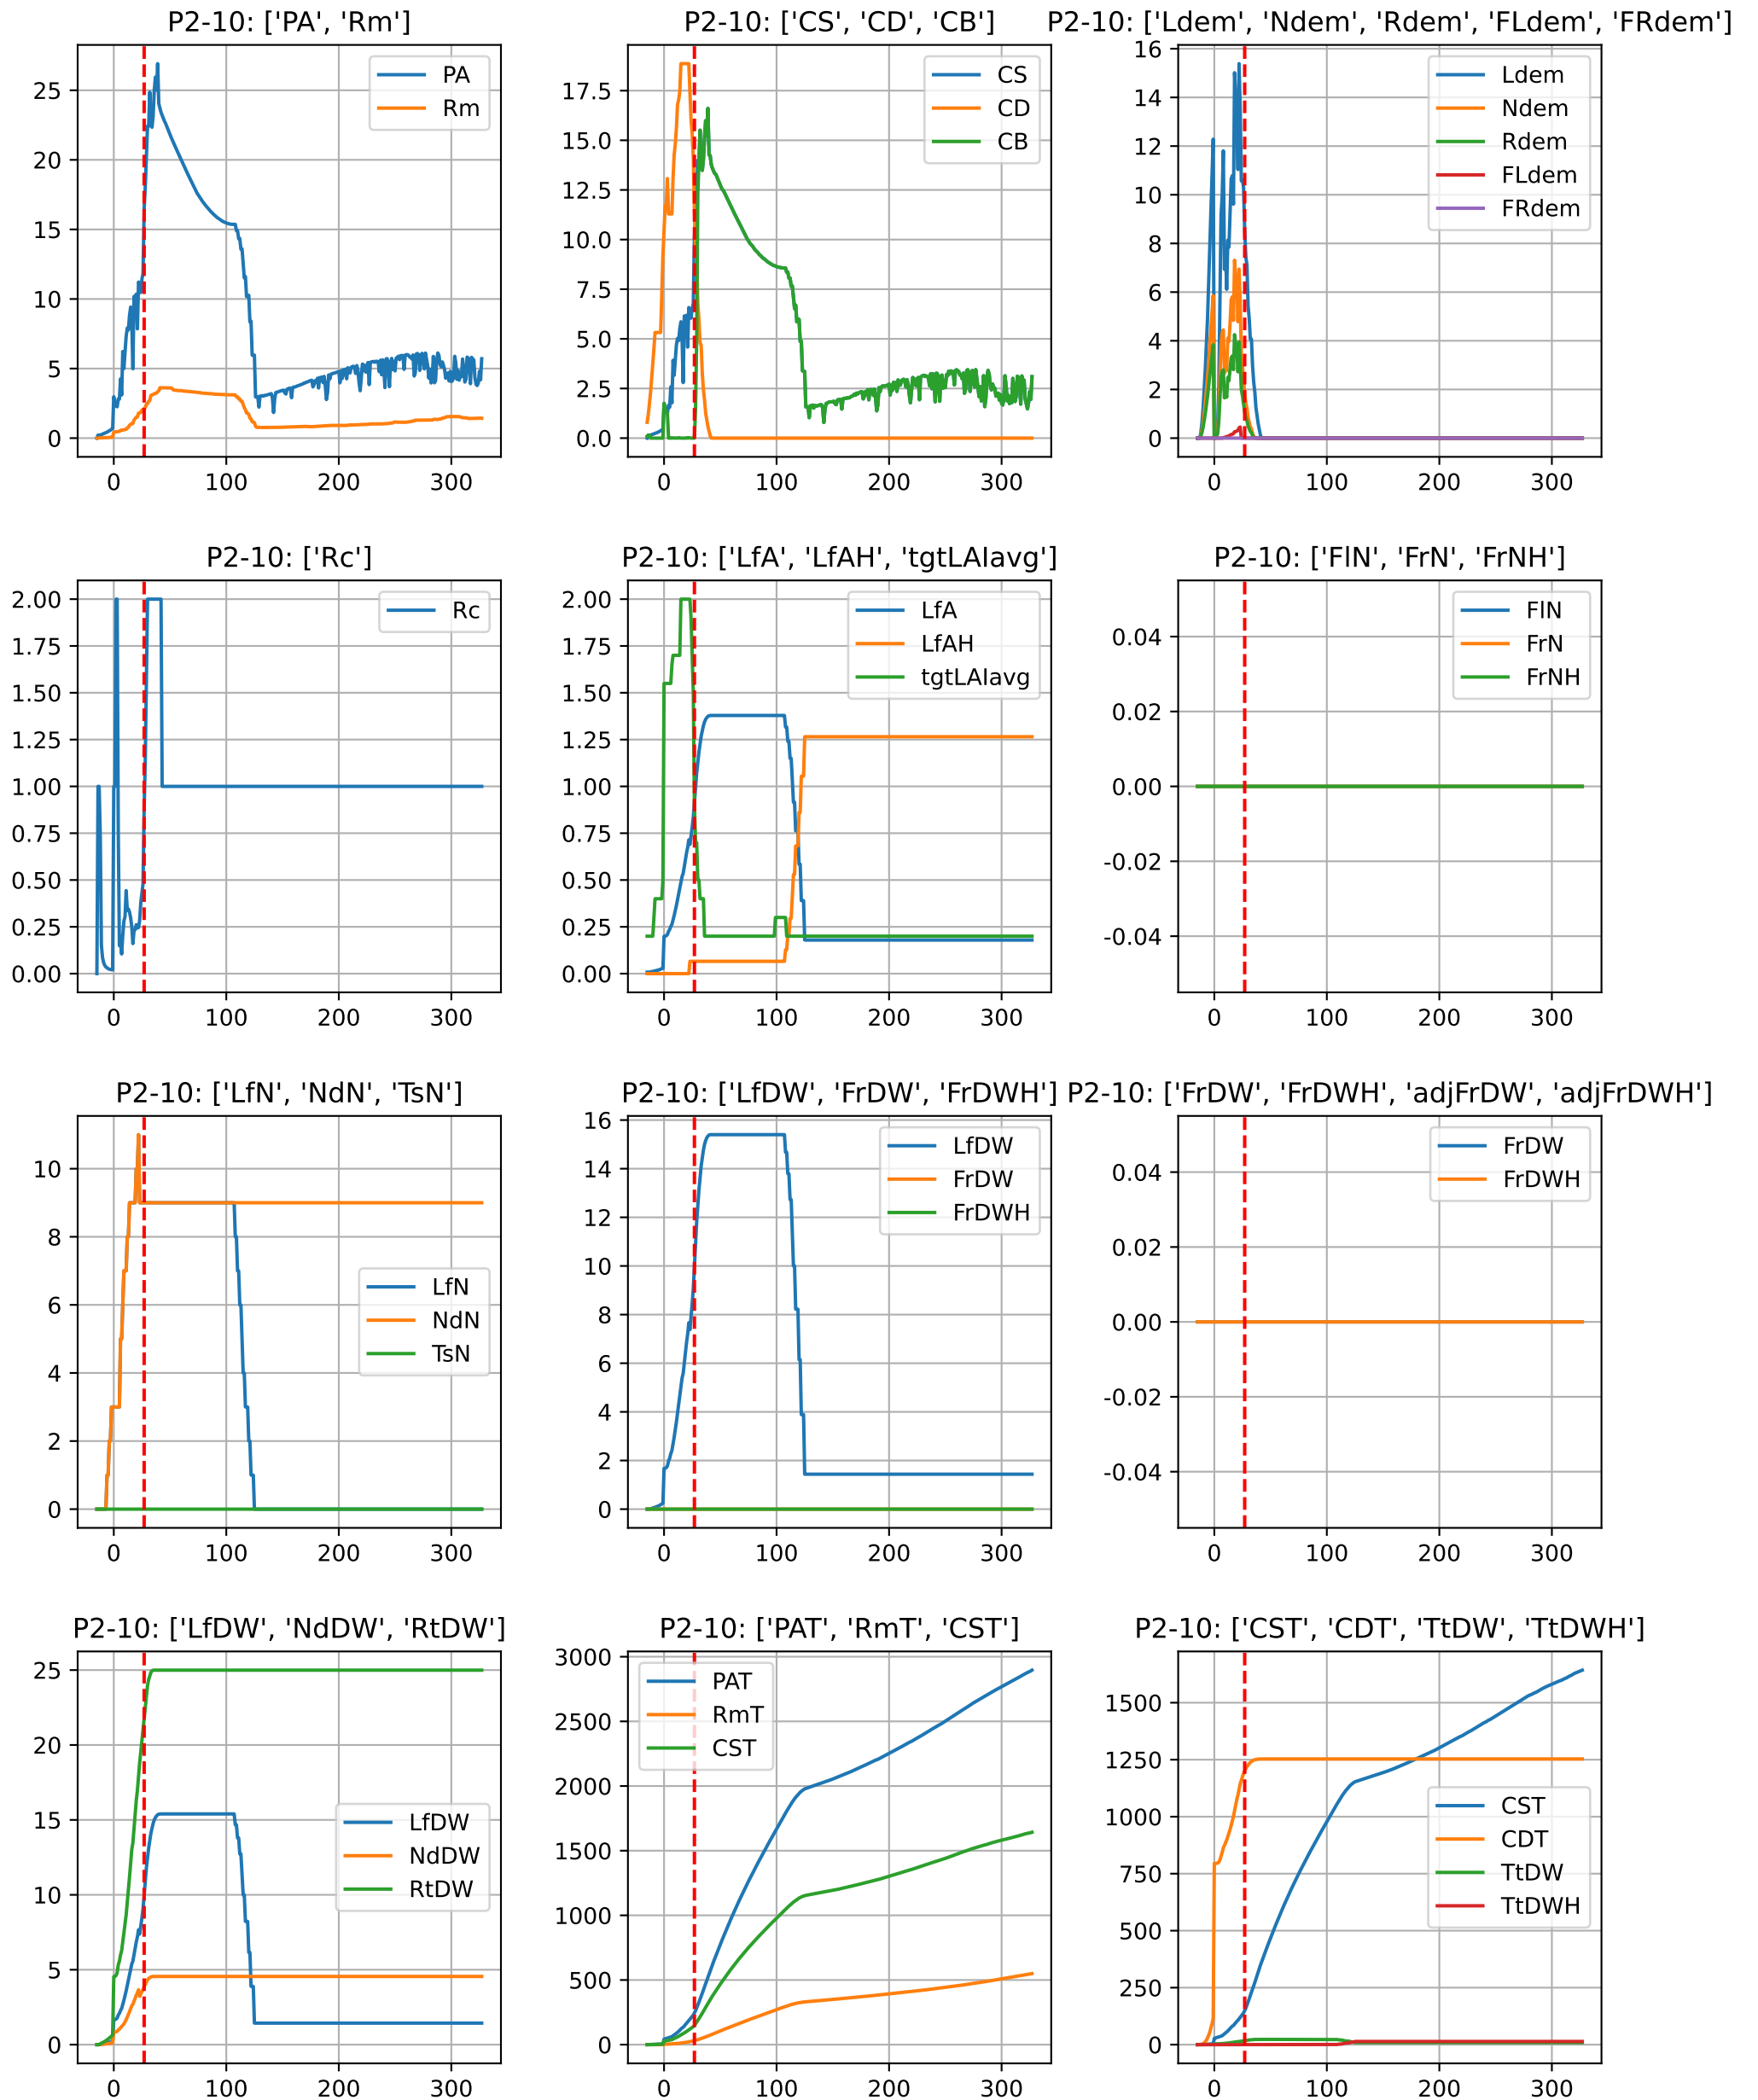 P2-10: ['PA', 'Rm']
25
20
15
10
5
0
0 100 200 300
PA
Rm
P2-10: ['CS', 'CD', 'CB']
17.5
15.0
12.5
10.0
7.5
5.0
2.5
0.0
0 100 200 300
CS
CD
CB
P2-10: ['Ldem', 'Ndem', 'Rdem', 'FLdem', 'FRdem']
16
14
12
10
8
6
4
2
0
0 100 200 300
Ldem
Ndem
Rdem
FLdem
FRdem
P2-10: ['Rc']
2.00
1.75
1.50
1.25
1.00
0.75
0.50
0.25
0.00
0 100 200 300
Rc
P2-10: ['LfA', 'LfAH', 'tgtLAIavg']
2.00
1.75
1.50
1.25
1.00
0.75
0.50
0.25
0.00
0 100 200 300
LfA
LfAH
tgtLAIavg
P2-10: ['FlN', 'FrN', 'FrNH']
0.04
0.02
0.00
-0.02
-0.04
0 100 200 300
FlN
FrN
FrNH
P2-10: ['LfN', 'NdN', 'TsN']
10
8
6
4
2
0
0 100 200 300
LfN
NdN
TsN
P2-10: ['LfDW', 'FrDW', 'FrDWH']
16
14
12
10
8
6
4
2
0
0 100 200 300
LfDW
FrDW
FrDWH
P2-10: ['FrDW', 'FrDWH', 'adjFrDW', 'adjFrDWH']
0.04
0.02
0.00
-0.02
-0.04
0 100 200 300
FrDW
FrDWH
P2-10: ['LfDW', 'NdDW', 'RtDW']
25
20
15
10
5
0
0 100 200 300
LfDW
NdDW
RtDW
P2-10: ['PAT', 'RmT', 'CST']
3000
2500
2000
1500
1000
500
0
0 100 200 300
PAT
RmT
CST
P2-10: ['CST', 'CDT', 'TtDW', 'TtDWH']
1500
1250
1000
750
500
250
0
0 100 200 300
CST
CDT
TtDW
TtDWH